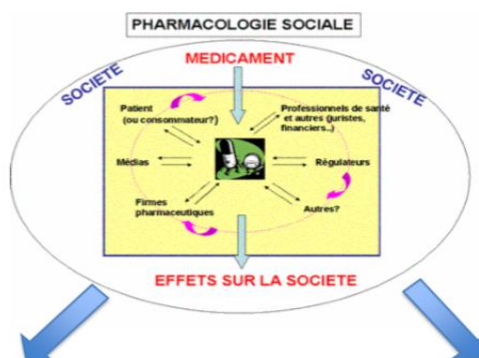 PHARMACOLOGIE SOCIALE
MEDICAMENT
SOCIETE
SOCIETE
Patient
(ou consommateur?)
Professionnels de santé
et autres (juristes,
financiers..)
Médias
Régulateurs
Firmes
pharmaceutiques
Autres?
EFFETS SUR LA SOCIETE